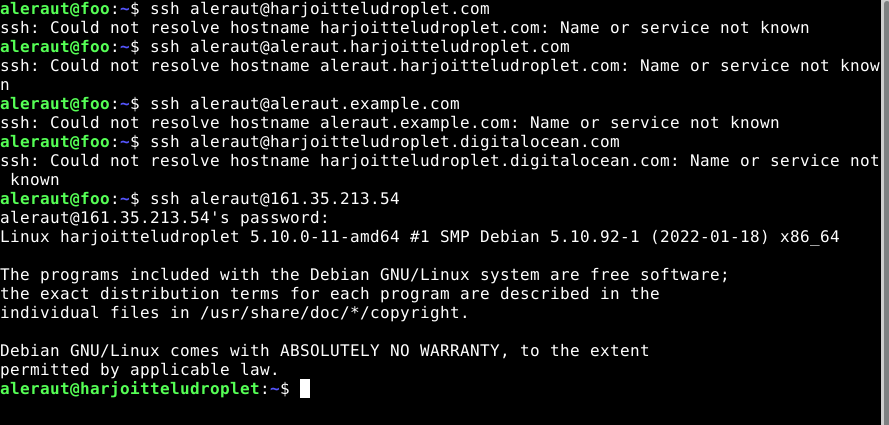 aleraut@foo:~$ ssh aleraut@harjoitteludroplet.com
ssh: Could not resolve hostname harjoitteludroplet.com: Name or service not known
aleraut@foo:~$ ssh aleraut@aleraut.harjoitteludroplet.com
ssh: Could not resolve hostname aleraut.harjoitteludroplet.com: Name or service not know
n
aleraut@foo:~$ ssh aleraut@aleraut.example.com
ssh: Could not resolve hostname aleraut.example.com: Name or service not known
aleraut@foo:~$ ssh aleraut@harjoitteludroplet.digitalocean.com
ssh: Could not resolve hostname harjoitteludroplet.digitalocean.com: Name or service not
 known
aleraut@foo:~$ ssh aleraut@161.35.213.54
aleraut@161.35.213.54's password:
Linux harjoitteludroplet 5.10.0-11-amd64 #1 SMP Debian 5.10.92-1 (2022-01-18) x86_64

The programs included with the Debian GNU/Linux system are free software;
the exact distribution terms for each program are described in the
individual files in /usr/share/doc/*/copyright.

Debian GNU/Linux comes with ABSOLUTELY NO WARRANTY, to the extent
permitted by applicable law.
aleraut@harjoitteludroplet:~$